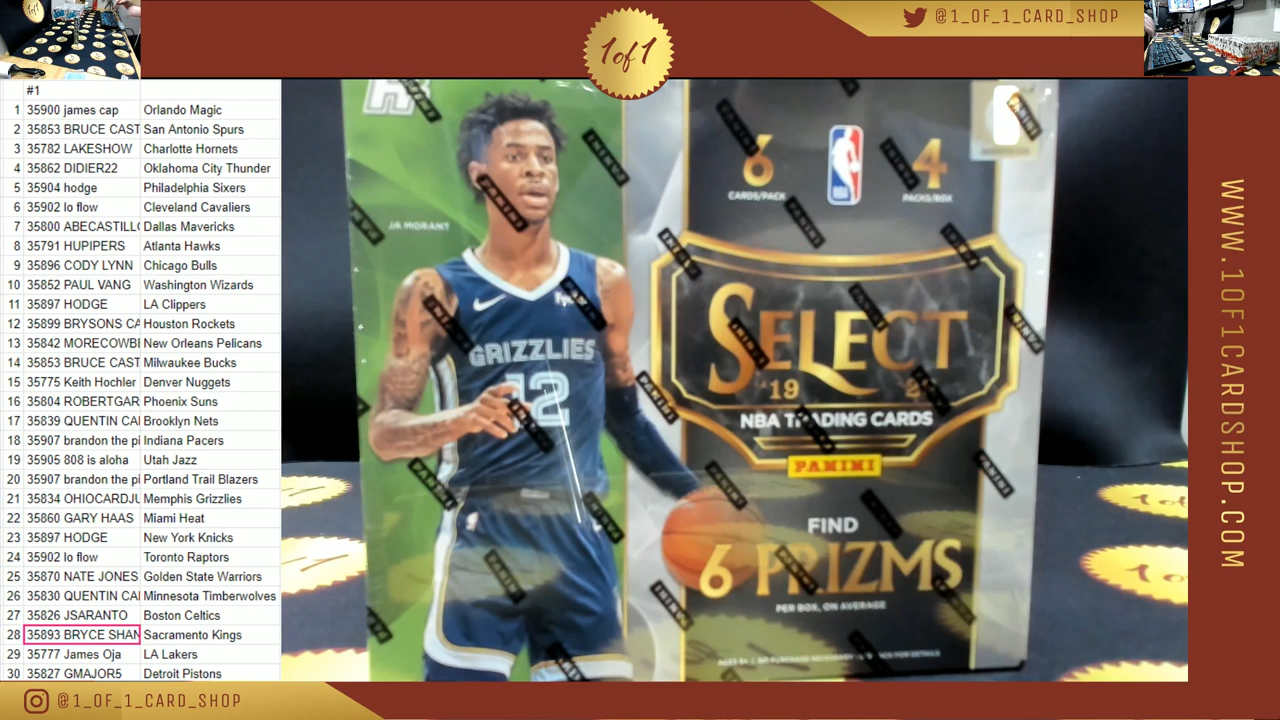 1of1
@1_OF_1_CARD_SHOP
#1
1 35900 james cap Orlando Magic
2 35853 BRUCE CAST San Antonio Spurs
3 35782 LAKESHOW Charlotte Hornets
4 35862 DIDIER22 Oklahoma City Thunder
5 35904 hodge Philadelphia Sixers
6 35902 lo flow Cleveland Cavaliers
7 35800 ABECASTILLO Dallas Mavericks
8 35791 HUPIPERS Atlanta Hawks
9 35896 CODY LYNN Chicago Bulls
10 35852 PAUL VANG Washington Wizards
11 35897 HODGE LA Clippers
12 35899 BRYSONS CA Houston Rockets
13 35842 MORECOWB New Orleans Pelicans
14 35853 BRUCE CAST Milwaukee Bucks
15 35775 Keith Hochler Denver Nuggets
16 35804 ROBERTGAR Phoenix Suns
17 35839 QUENTIN CA Brooklyn Nets
18 35907 brandon the pi Indiana Pacers
19 35905 808 is aloha Utah Jazz
20 35907 brandon the pi Portland Trail Blazers
21 35834 OHIOCARDJU Memphis Grizzlies
22 35860 GARY HAAS Miami Heat
23 35897 HODGE New York Knicks
24 35902 lo flow Toronto Raptors
25 35870 NATE JONES Golden State Warriors
26 35830 QUENTIN CA Minnesota Timberwolves
27 35826 JSARANTO Boston Celtics
28 35893 BRYCE SHAN Sacramento Kings
29 35777 James Oja LA Lakers
30 35827 GMAJOR5 Detroit Pistons
JA MORANT
GRIZZLIES
12
6
CARDS/PACK
NBA
4
PACKS/BOX
SELECT
'19
NBA TRADING CARDS
PANINI
FIND
6 PRIZMS
PER BOX, ON AVERAGE
WWW.1OF1CARDSHOP.COM
@1_OF_1_CARD_SHOP